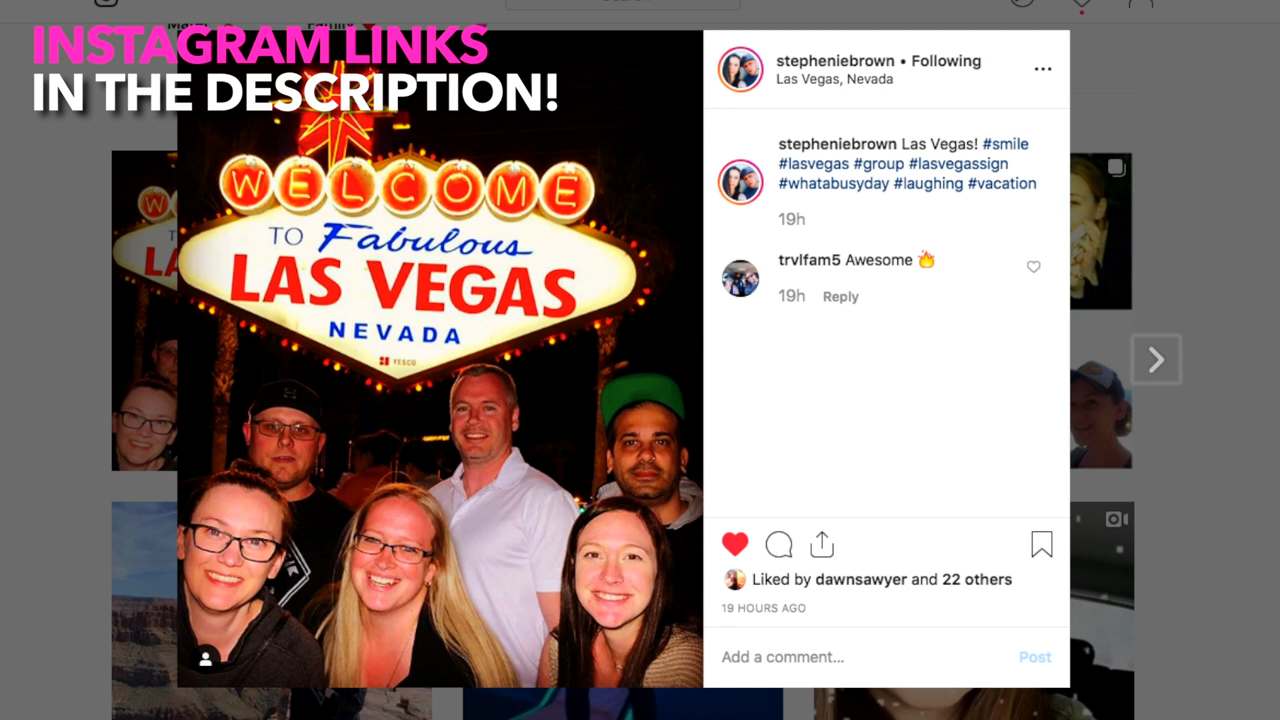 INSTAGRAM LINKS
IN THE DESCRIPTION!
WELCOME
TO Fabulous
LAS VEGAS
NEVADA
YESCO
stepheniebrown • Following
Las Vegas, Nevada
stepheniebrown Las Vegas! #smile
#lasvegas #group #lasvegassign
#whatabusyday #laughing #vacation
19h
trvlfam5 Awesome 🔥
19h Reply
Liked by dawnsawyer and 22 others
19 HOURS AGO
Add a comment... Post